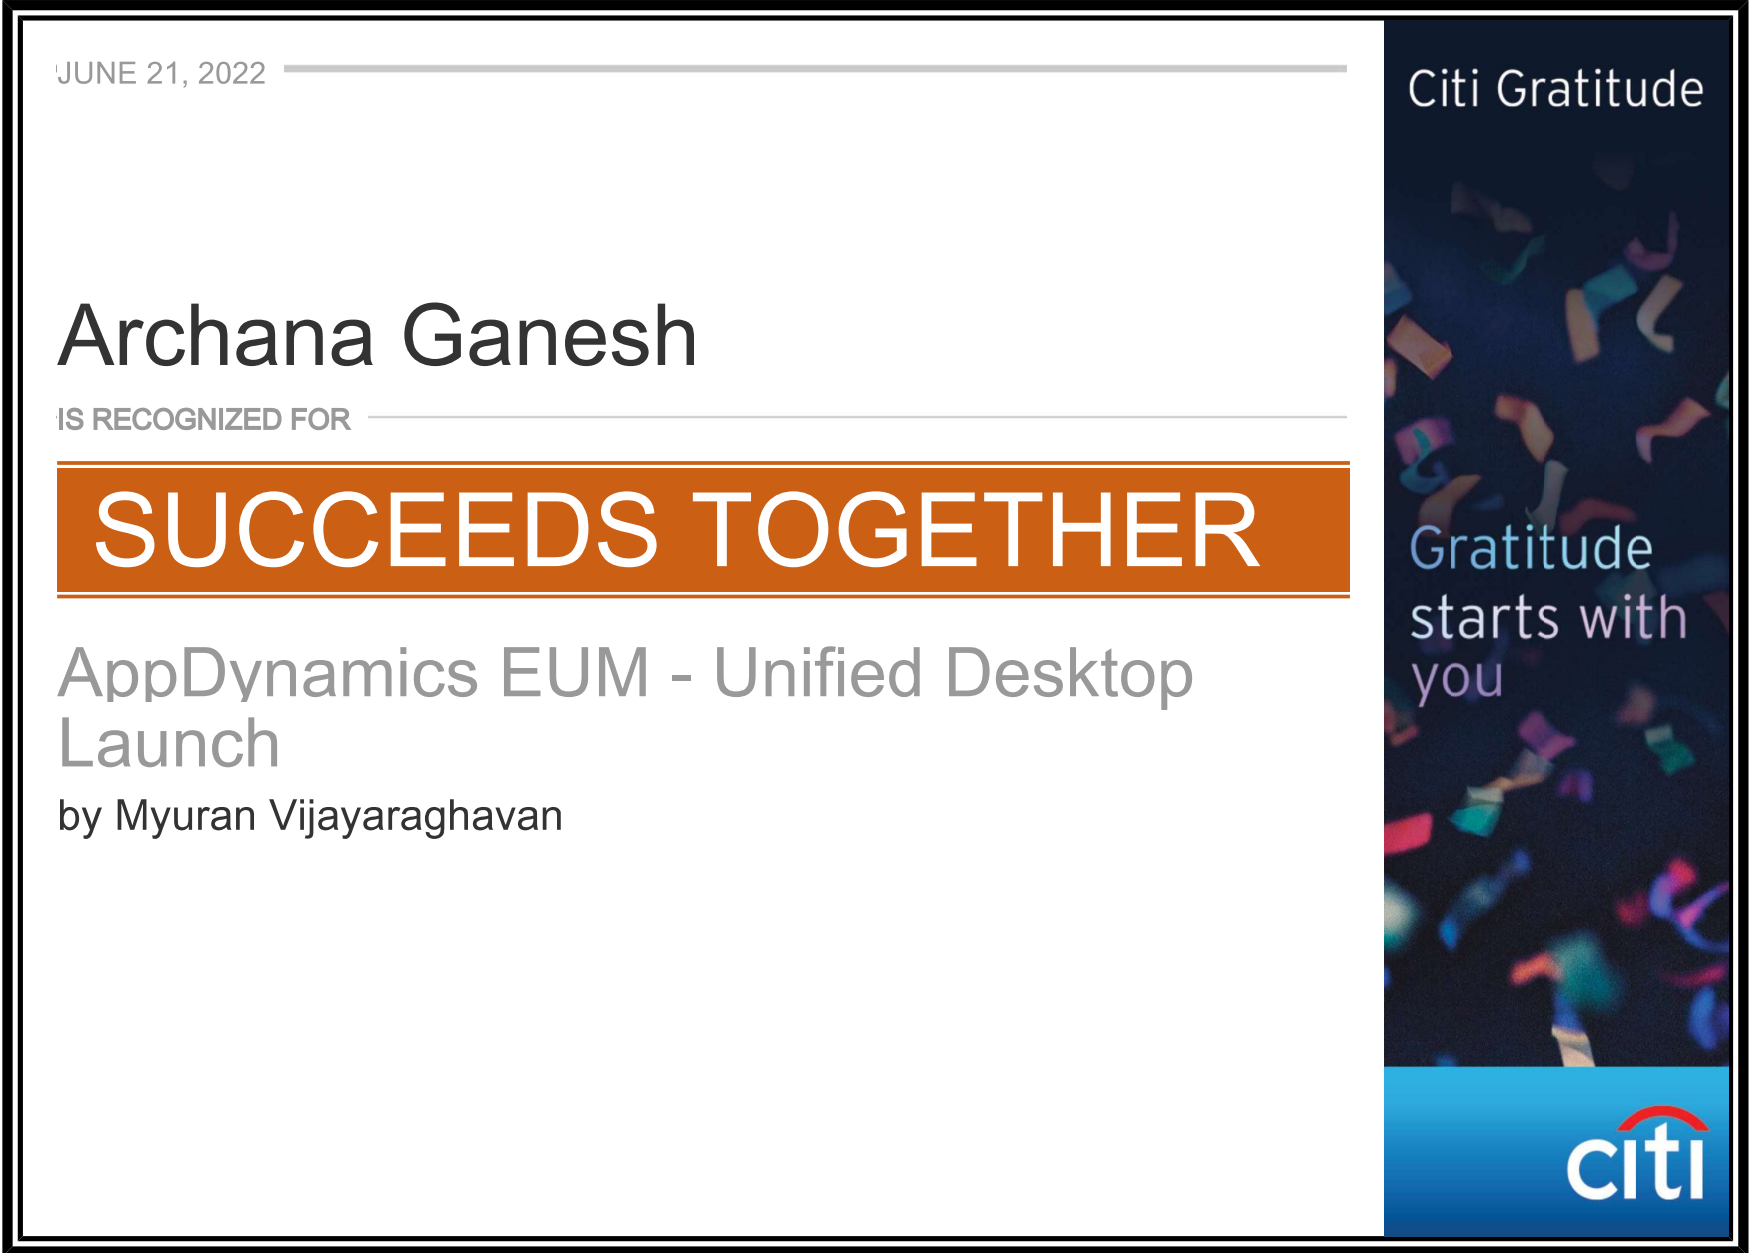 JUNE 21, 2022
Archana Ganesh
IS RECOGNIZED FOR
SUCCEEDS TOGETHER
AppDynamics EUM - Unified Desktop
Launch
by Myuran Vijayaraghavan
Citi Gratitude
Gratitude
starts with
you
citi